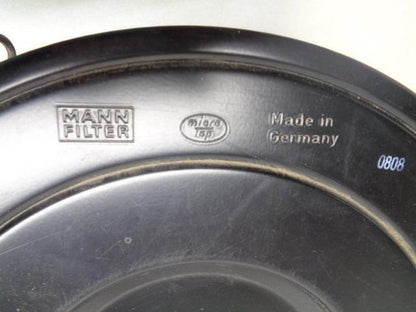 MANN
FILTER
micro
Top
Made in
Germany
0808